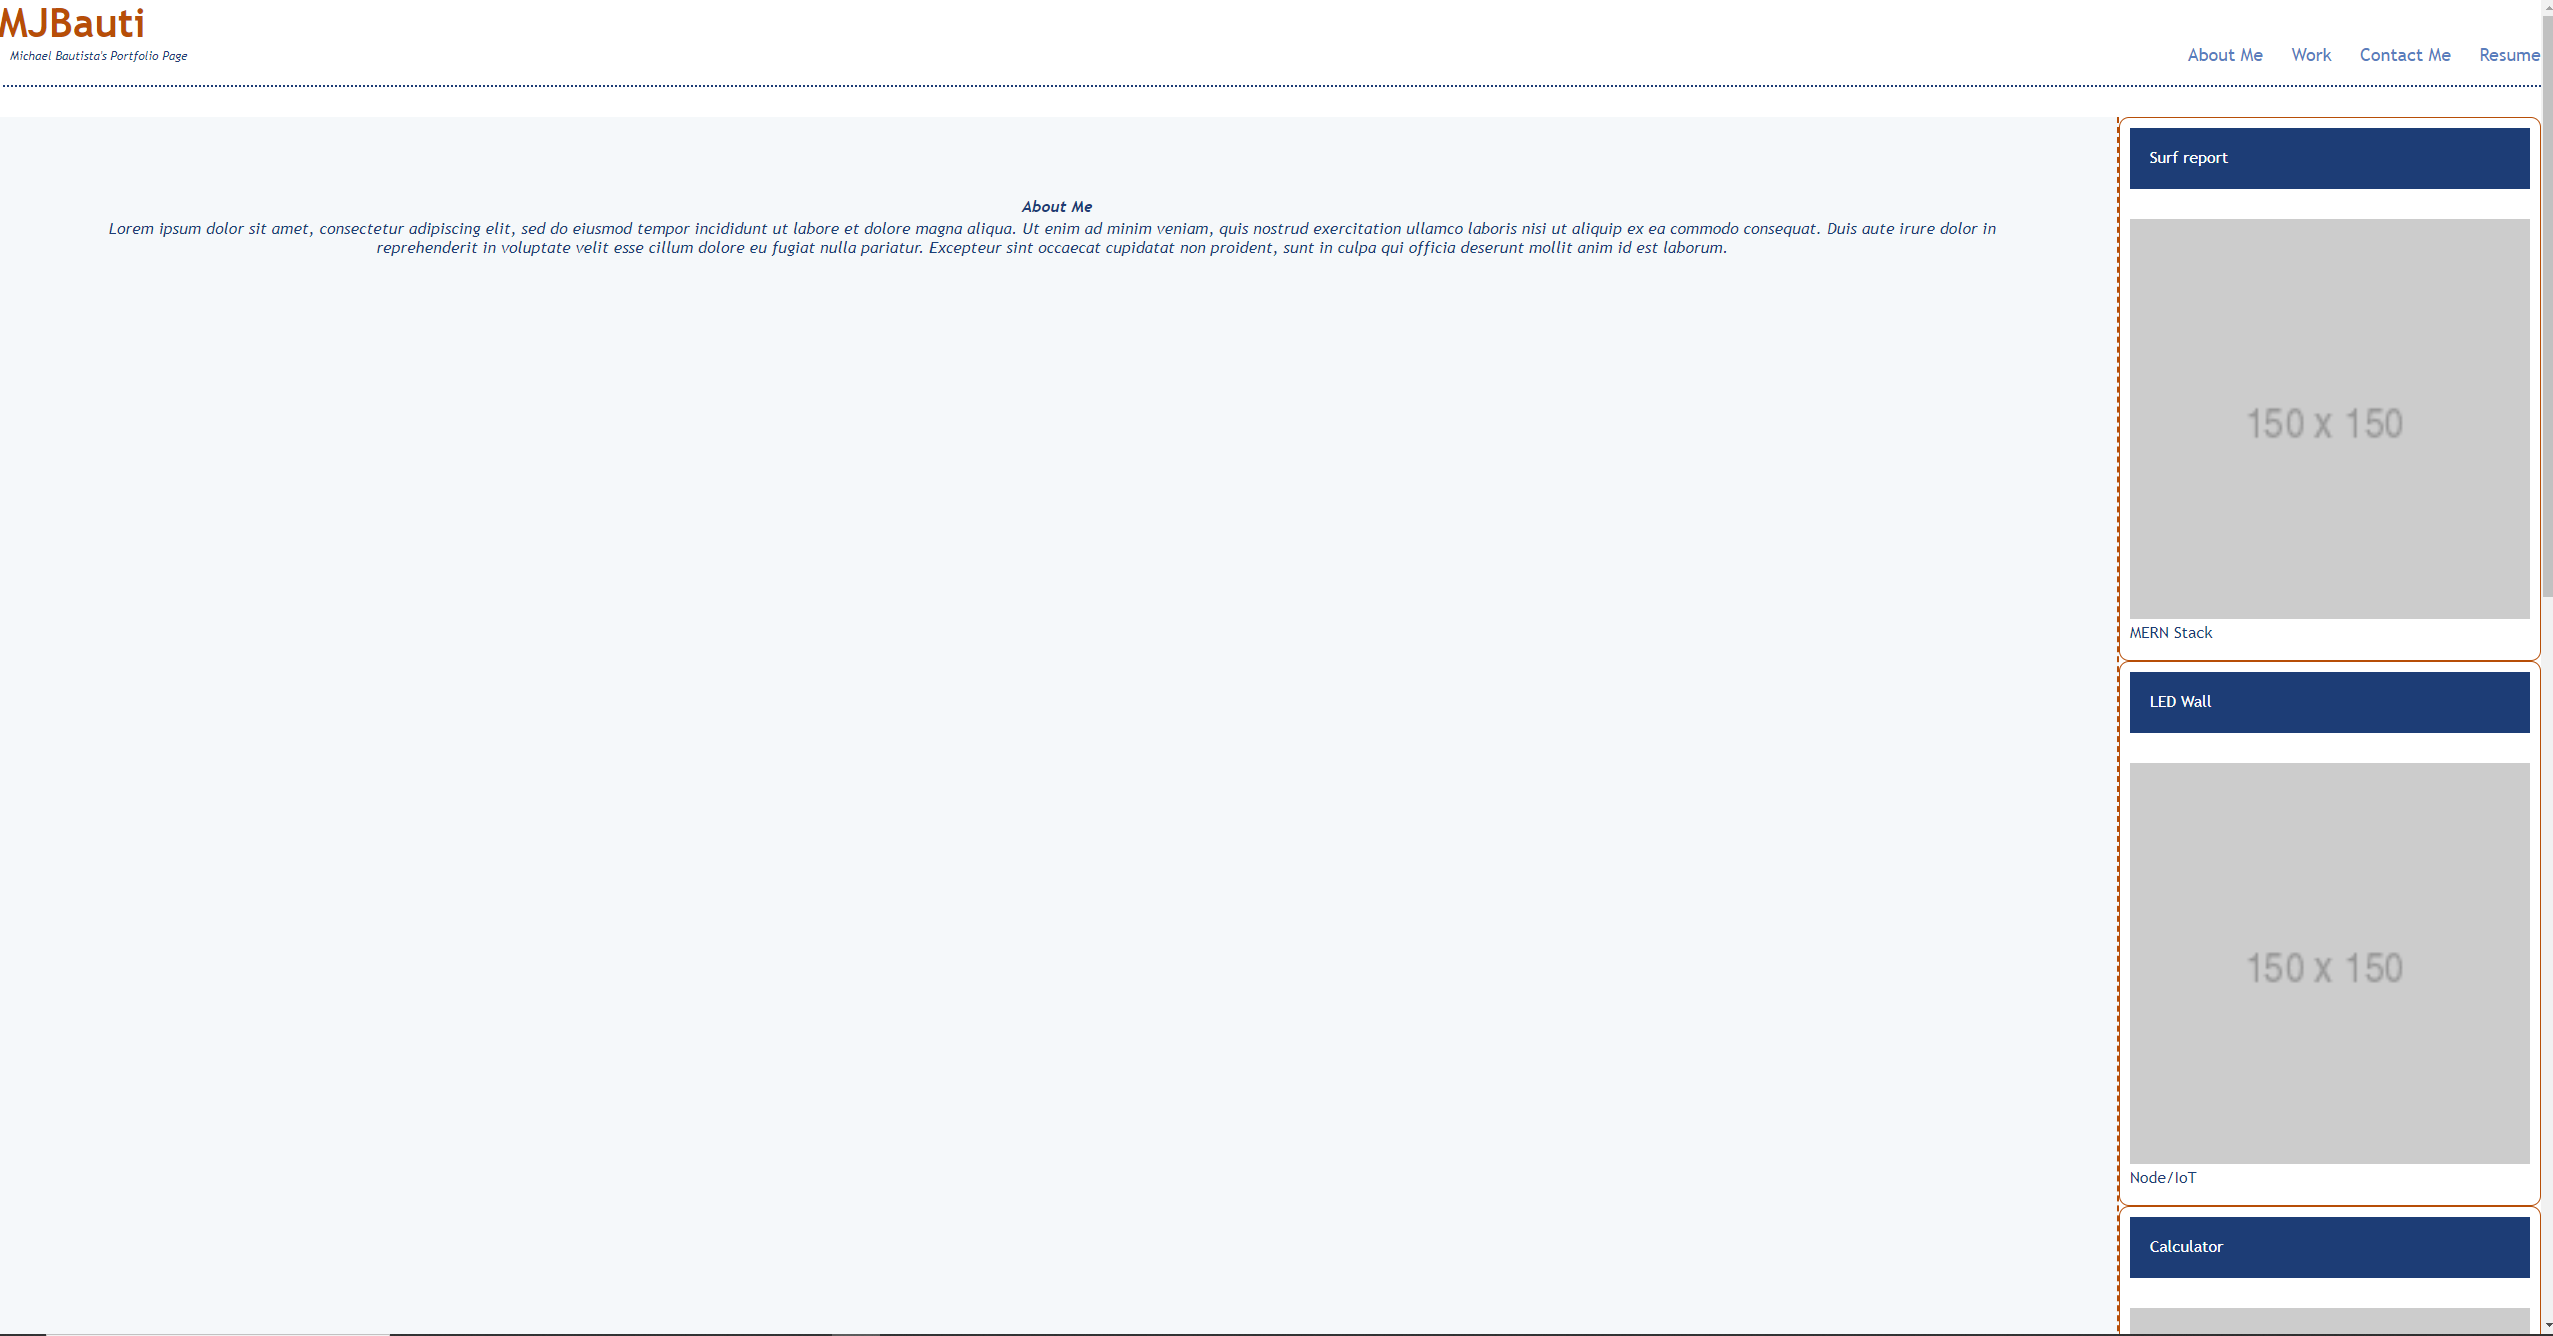 MJBauti
Michael Bautista's Portfolio Page
About Me Work Contact Me Resume
About Me
Lorem ipsum dolor sit amet, consectetur adipiscing elit, sed do eiusmod tempor incididunt ut labore et dolore magna aliqua. Ut enim ad minim veniam, quis nostrud exercitation ullamco laboris nisi ut aliquip ex ea commodo consequat. Duis aute irure dolor in
reprehenderit in voluptate velit esse cillum dolore eu fugiat nulla pariatur. Excepteur sint occaecat cupidatat non proident, sunt in culpa qui officia deserunt mollit anim id est laborum.
Surf report
150 x 150
MERN Stack
LED Wall
150 x 150
Node/IoT
Calculator